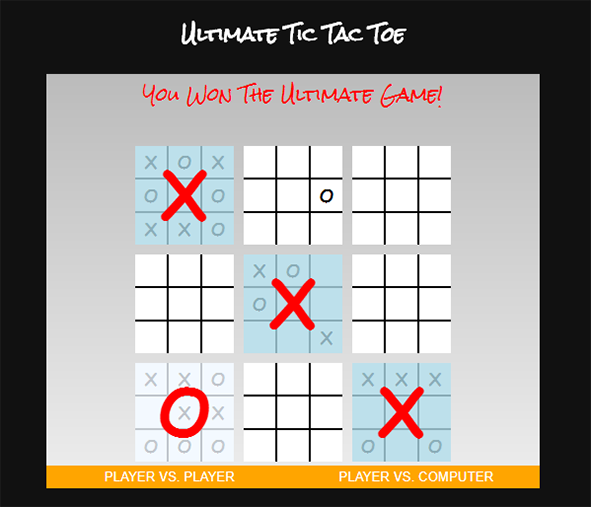 Ultimate Tic Tac Toe
You Won The Ultimate Game!
X O X
O X O
X X O
O
X O
O X
X
X X O
O X X
O O O
X X X
X
O O
PLAYER VS. PLAYER PLAYER VS. COMPUTER